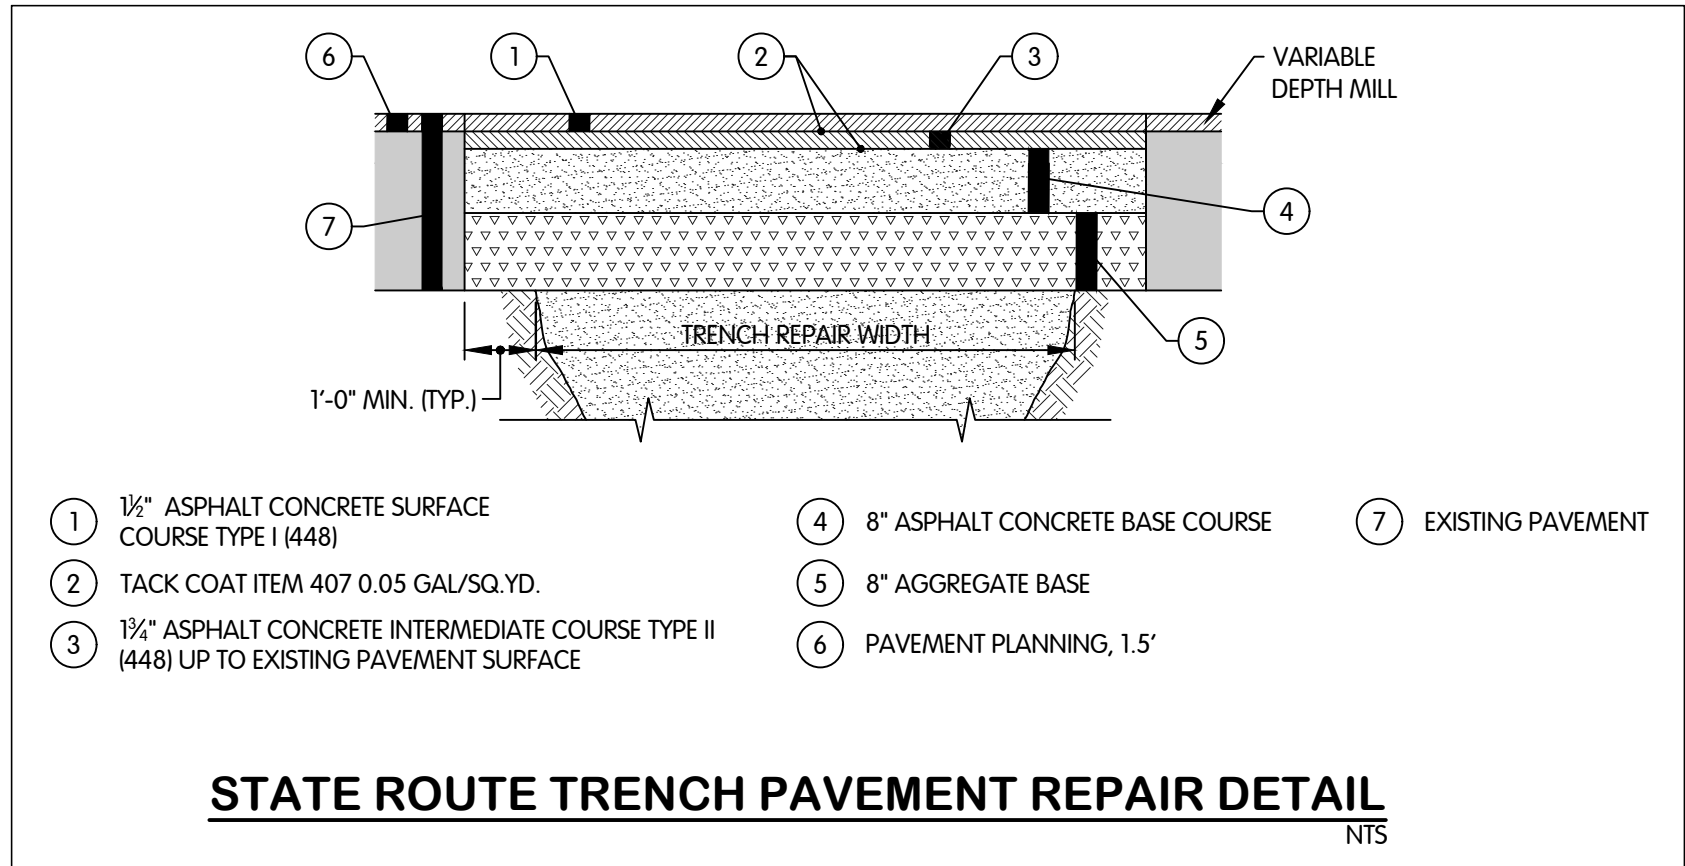 6
1
2
3
VARIABLE
DEPTH MILL
7
4
5
TRENCH REPAIR WIDTH
1'-0" MIN. (TYP.)
1 1½" ASPHALT CONCRETE SURFACE
COURSE TYPE I (448)
2 TACK COAT ITEM 407 0.05 GAL/SQ.YD.
3 1¾" ASPHALT CONCRETE INTERMEDIATE COURSE TYPE II
(448) UP TO EXISTING PAVEMENT SURFACE
4 8" ASPHALT CONCRETE BASE COURSE
5 8" AGGREGATE BASE
6 PAVEMENT PLANNING, 1.5'
7 EXISTING PAVEMENT
STATE ROUTE TRENCH PAVEMENT REPAIR DETAIL
NTS